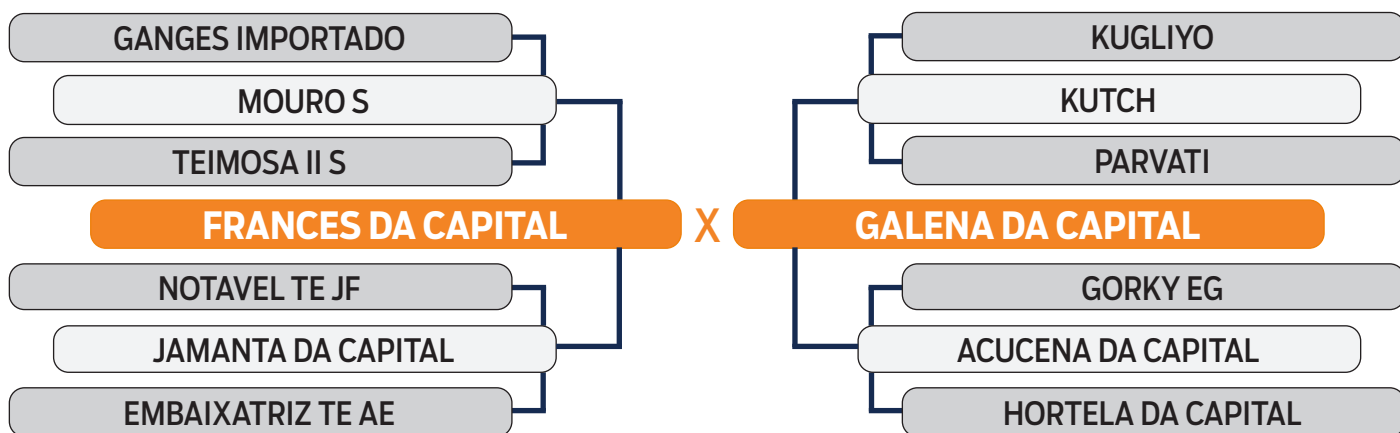 GANGES IMPORTADO
MOURO S
TEIMOSA II S
FRANCES DA CAPITAL
NOTAVEL TE JF
JAMANTA DA CAPITAL
EMBAIXATRIZ TE AE
X
KUGLIYO
KUTCH
PARVATI
GALENA DA CAPITAL
GORKY EG
ACUCENA DA CAPITAL
HORTELA DA CAPITAL